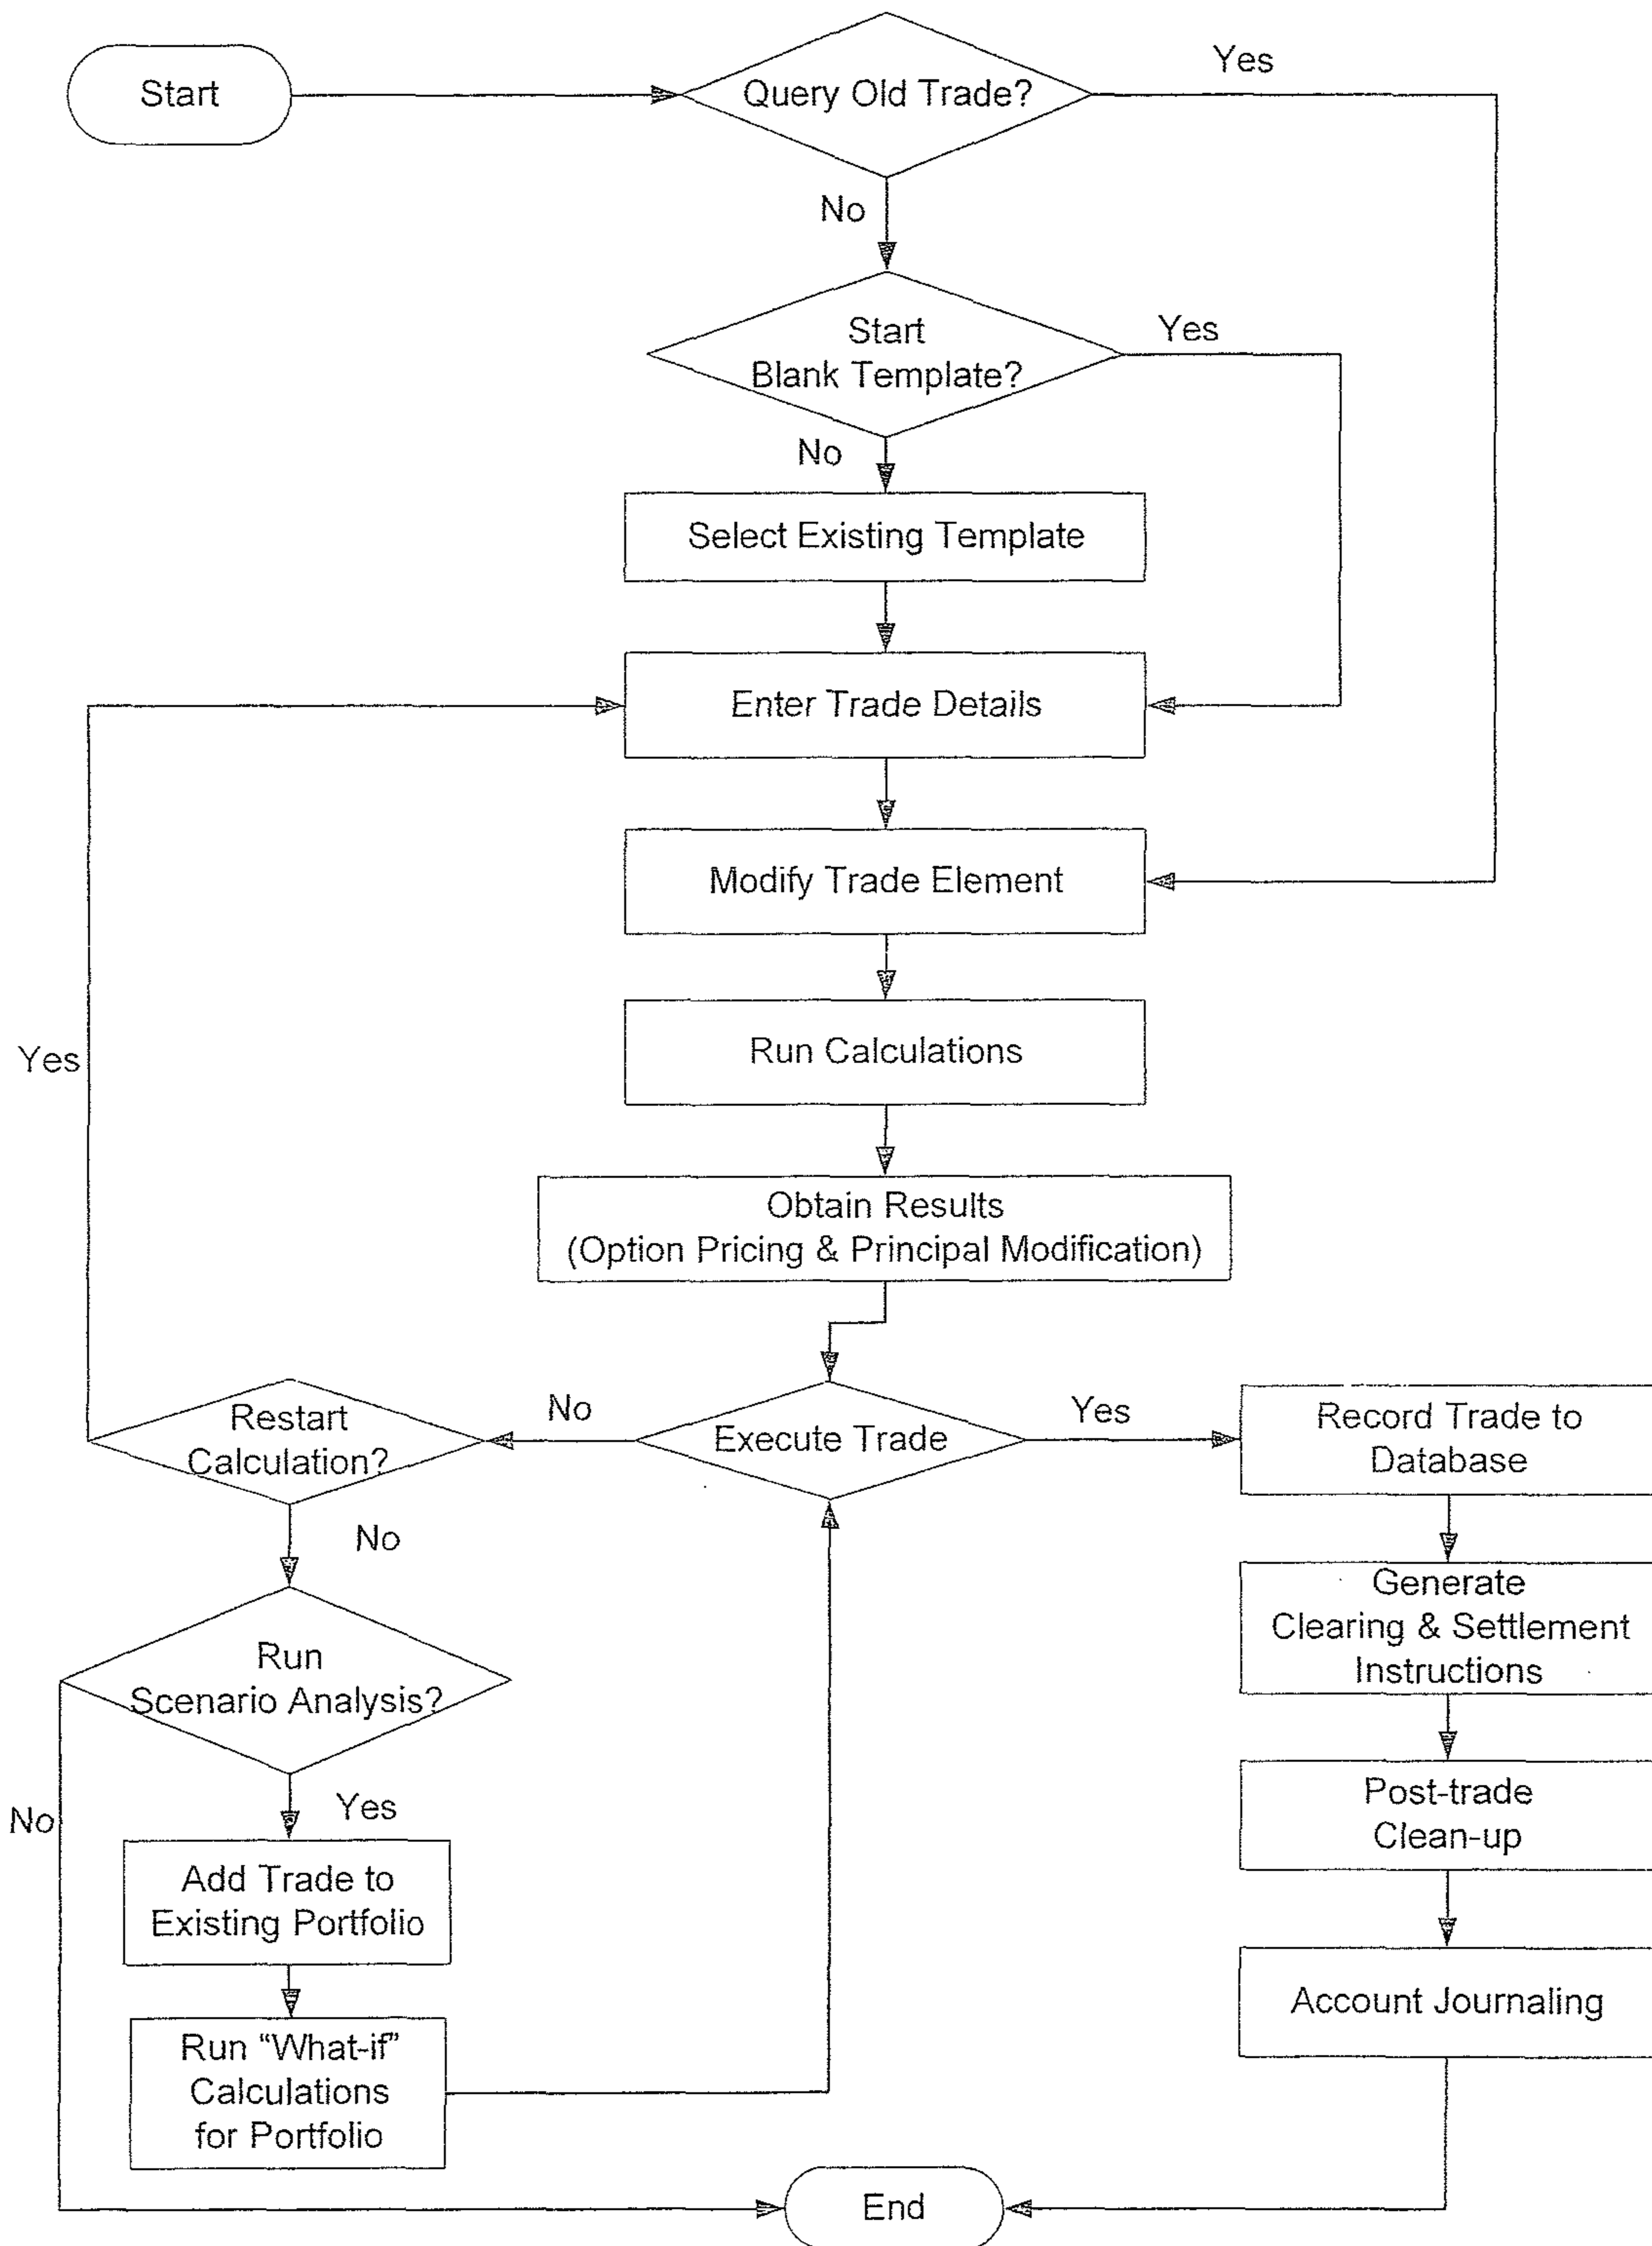 Start
Query Old Trade?
Yes
No
Start
Blank Template?
Yes
No
Select Existing Template
Enter Trade Details
Modify Trade Element
Run Calculations
Yes
Obtain Results
(Option Pricing & Principal Modification)
Restart
Calculation?
No
Execute Trade
Yes
Record Trade to
Database
No
Generate
Clearing & Settlement
Instructions
Run
Scenario Analysis?
No
Yes
Post-trade
Clean-up
Add Trade to
Existing Portfolio
Account Journaling
Run “What-if”
Calculations
for Portfolio
End